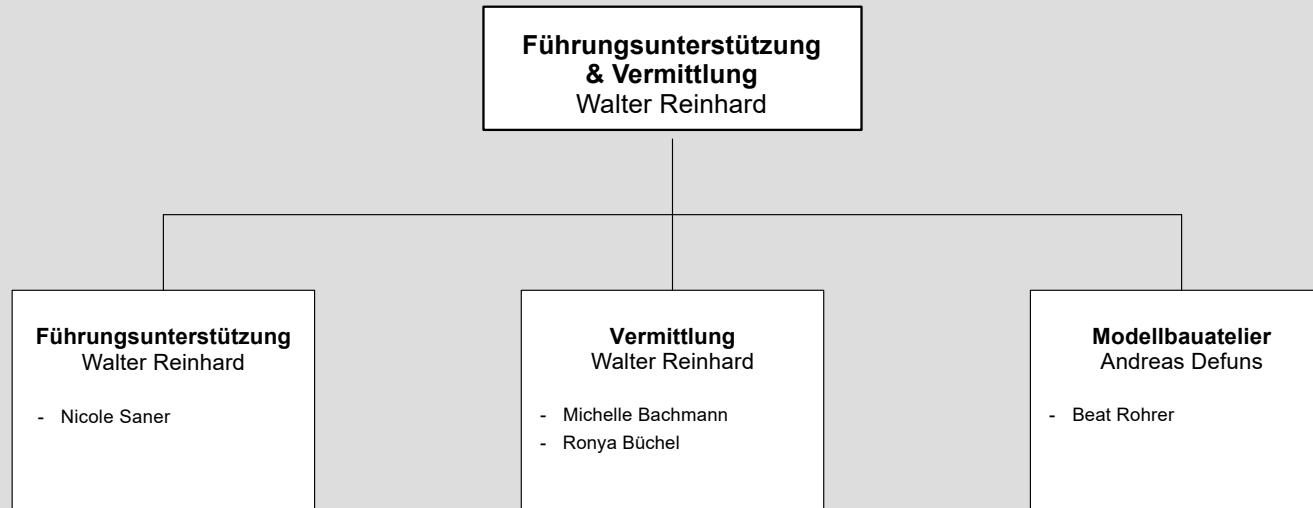 Führungsunterstützung
& Vermittlung
Walter Reinhard
Führungsunterstützung
Walter Reinhard
- Nicole Saner
Vermittlung
Walter Reinhard
- Michelle Bachmann
- Ronya Büchel
Modellbauatelier
Andreas Defuns
- Beat Rohrer